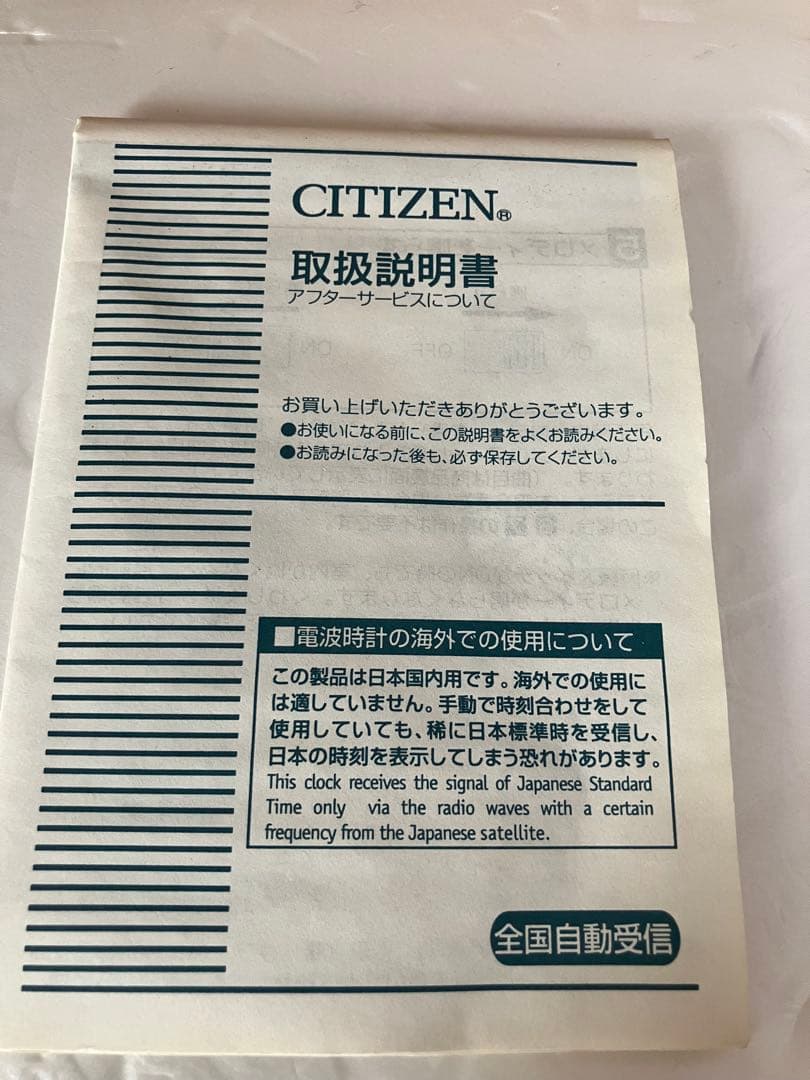 CITIZEN®
取扱説明書
アフターサービスについて
お買い上げいただきありがとうございます。
●お使いになる前に、この説明書をよくお読みください。
●お読みになった後も、必ず保存してください。
■電波時計の海外での使用について
この製品は日本国内用です。海外での使用に
は適していません。手動で時刻合わせをして
使用していても、稀に日本標準時を受信し、
日本の時刻を表示してしまう恐れがあります。
This clock receives the signal of Japanese Standard
Time only via the radio waves with a certain
frequency from the Japanese satellite.
全国自動受信